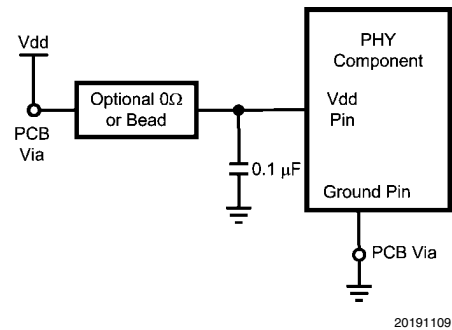 Vdd
PCB
Via
Optional 0Ω
or Bead
0.1 μF
PHY
Component
Vdd
Pin
Ground Pin
PCB Via
20191109